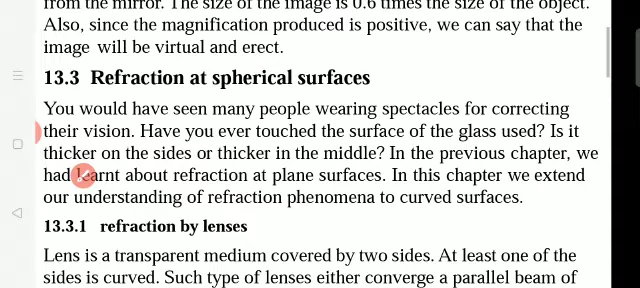 from the mirror. The size of the image is 0.6 times the size of the object.
Also, since the magnification produced is positive, we can say that the
image will be virtual and erect.
13.3 Refraction at spherical surfaces
You would have seen many people wearing spectacles for correcting
their vision. Have you ever touched the surface of the glass used? Is it
thicker on the sides or thicker in the middle? In the previous chapter, we
had learnt about refraction at plane surfaces. In this chapter we extend
our understanding of refraction phenomena to curved surfaces.
13.3.1 refraction by lenses
Lens is a transparent medium covered by two sides. At least one of the
sides is curved. Such type of lenses either converge a parallel beam of